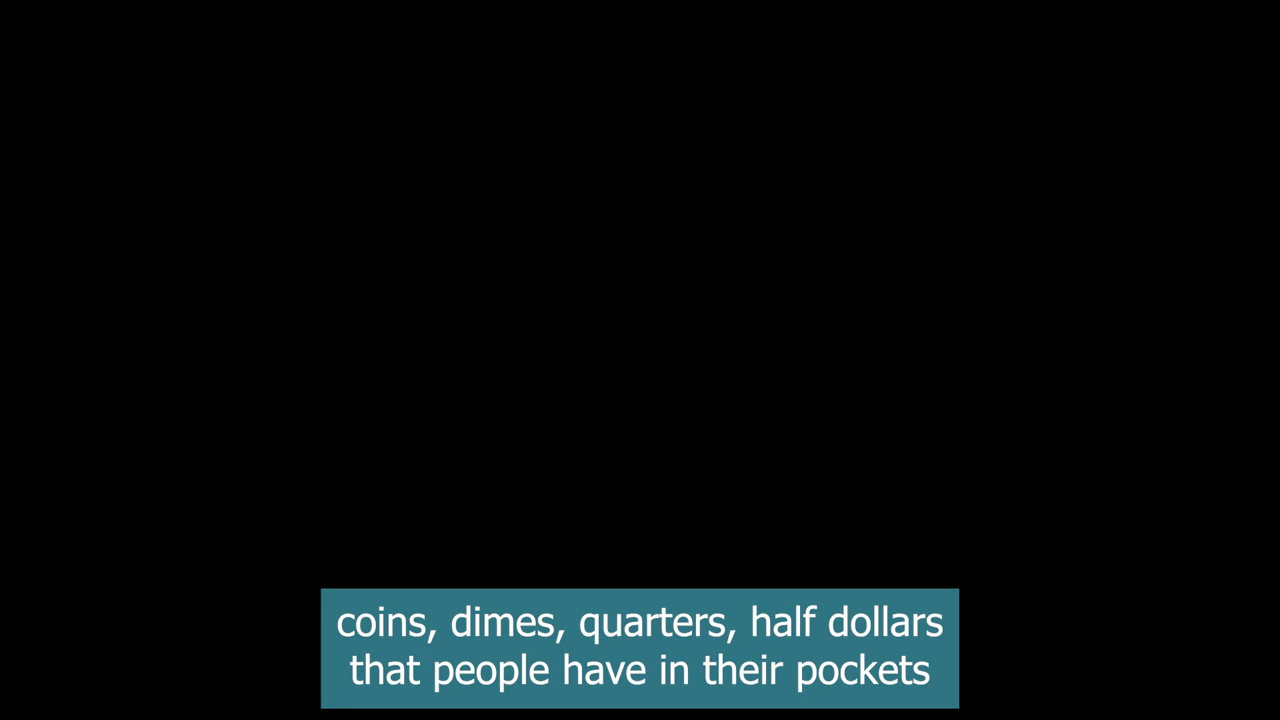 coins, dimes, quarters, half dollars
that people have in their pockets